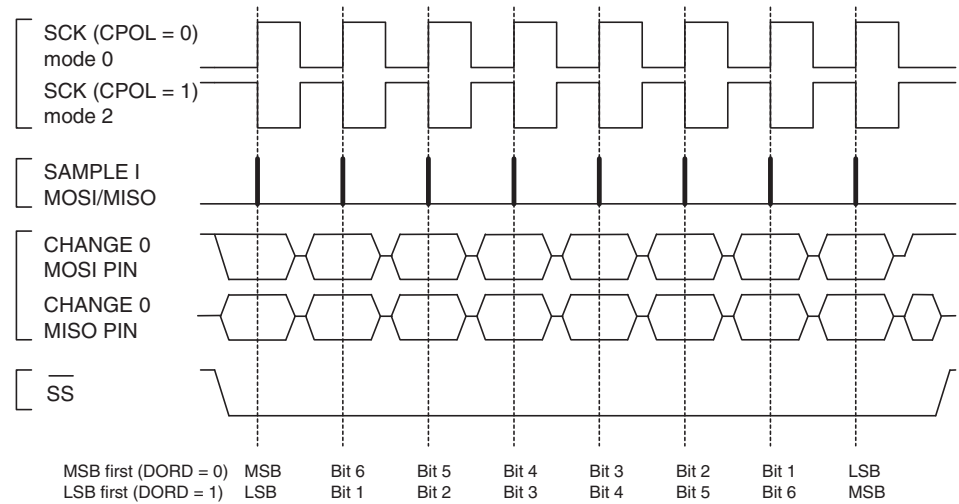 SCK (CPOL = 0)
mode 0
SCK (CPOL = 1)
mode 2
SAMPLE I
MOSI/MISO
CHANGE 0
MOSI PIN
CHANGE 0
MISO PIN
SS
MSB first (DORD = 0) MSB Bit 6 Bit 5 Bit 4 Bit 3 Bit 2 Bit 1 LSB
LSB first (DORD = 1) LSB Bit 1 Bit 2 Bit 3 Bit 4 Bit 5 Bit 6 MSB